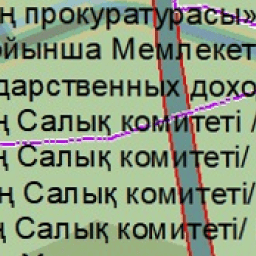 ң прокуратурасы»
ойынша Мемлекет
дарственных дохо
ң Салық комитеті /
ң Салық комитеті/
ң Салық комитеті/
ң Салық комитеті/